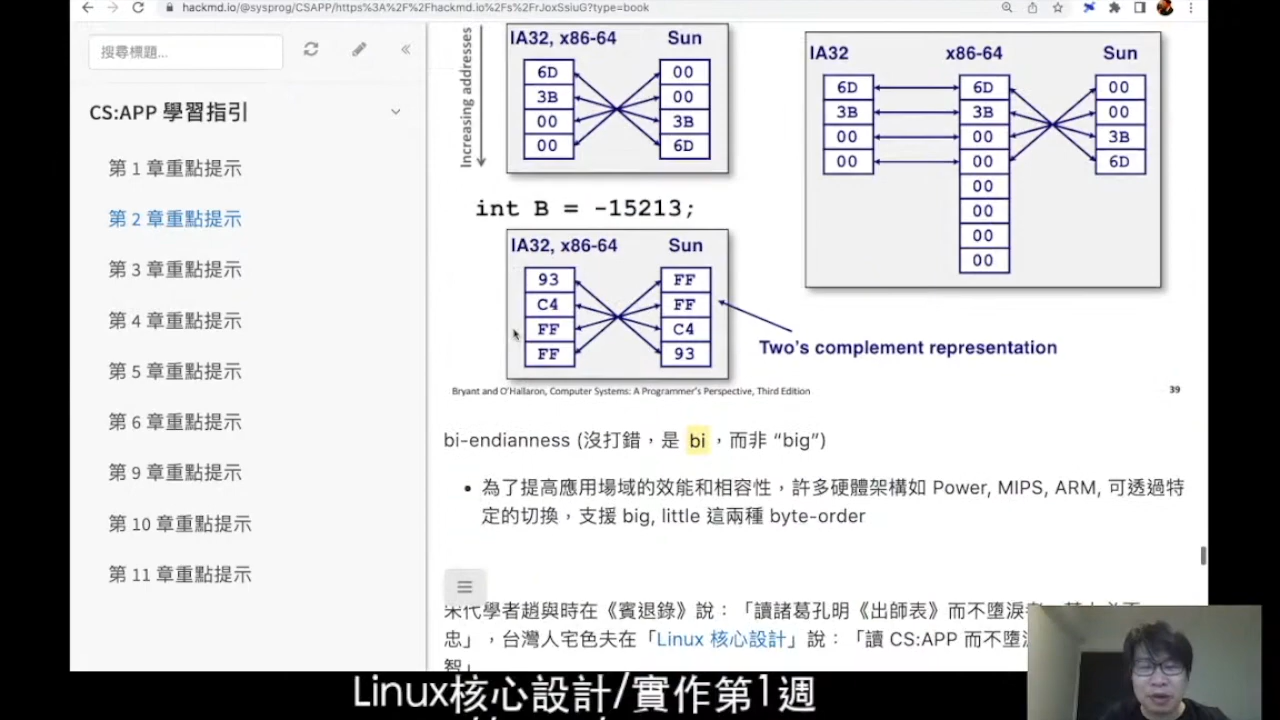 hackmd.io/@sysprog/CSAPP/https%3A%2F%2Fhackmd.io%2Fs%2FrJoxSsiuG?type=book
搜尋標題...
CS:APP 學習指引
第 1 章重點提示
第 2 章重點提示
第 3 章重點提示
第 4 章重點提示
第 5 章重點提示
第 6 章重點提示
第 9 章重點提示
第 10 章重點提示
第 11 章重點提示
Increasing addresses
IA32, x86-64 Sun
6D 00
3B 00
00 3B
00 6D
IA32 x86-64 Sun
6D 6D 00
3B 3B 00
00 00 3B
00 00 6D
00
00
00
00
int B = -15213;
IA32, x86-64 Sun
93 FF
C4 FF
FF C4
FF 93
Two's complement representation
Bryant and O'Hallaron, Computer Systems: A Programmer's Perspective, Third Edition 39
bi-endianness (沒打錯，是 bi，而非 “big”)
為了提高應用場域的效能和相容性，許多硬體架構如 Power, MIPS, ARM, 可透過特
定的切換，支援 big, little 這兩種 byte-order
宋代學者趙與時在《賓退錄》說：「讀諸葛孔明《出師表》而不墮淚
忠」，台灣人宅色夫在「Linux 核心設計」說：「讀 CS:APP 而不墮
智」
Linux核心設計/實作第1週